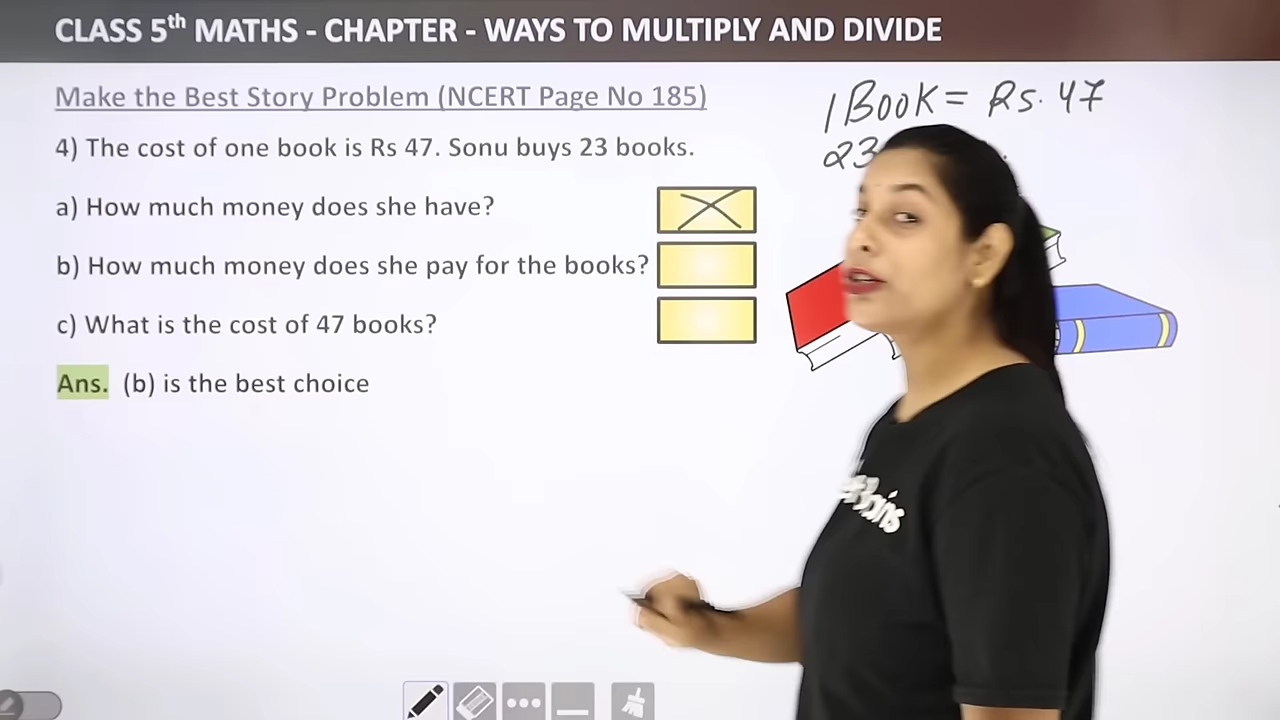 CLASS 5th MATHS - CHAPTER - WAYS TO MULTIPLY AND DIVIDE
Make the Best Story Problem (NCERT Page No 185)
1 Book = Rs. 47
4) The cost of one book is Rs 47. Sonu buys 23 books.
23
a) How much money does she have?
b) How much money does she pay for the books?
c) What is the cost of 47 books?
Ans. (b) is the best choice